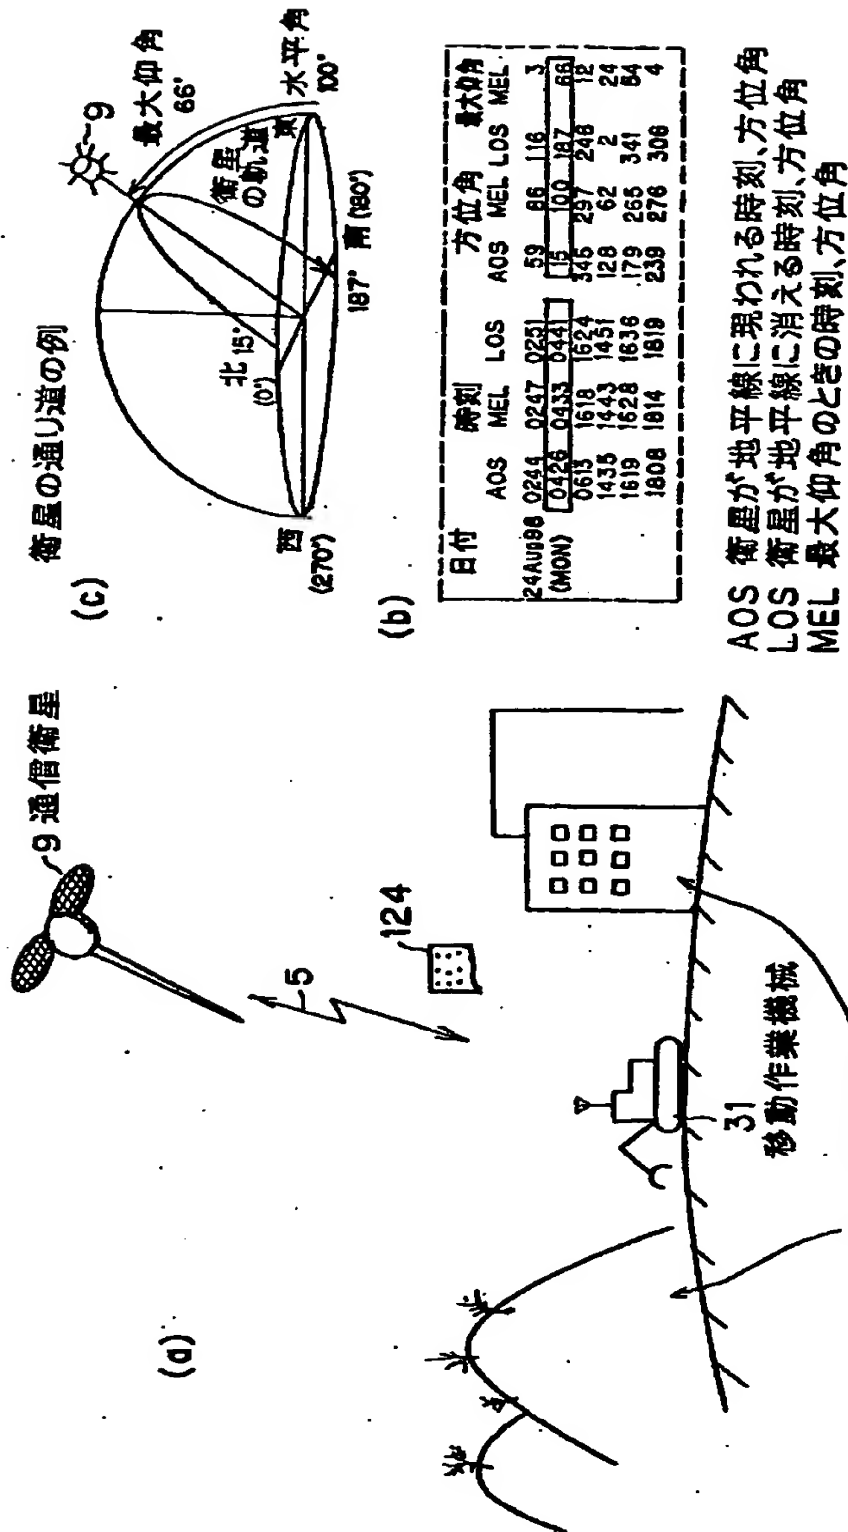 (a)
9 通信衛星
5
124
31
移動作業機械
(c)
衛星の通り道の例
9
最大仰角
66°
衛星
の軌道
東
水平角
100°
北 15°
(0°)
西
(270°)
187°
南(180°)
(b)
日付 時刻 方位角 最大仰角
AOS MEL LOS AOS MEL LOS MEL
24Aug98 0244 0247 0251 59 86 116 3
(MON) 0426 0433 0441 15 100 187 66
0613 1618 1624 345 297 248 12
1435 1443 1451 128 62 2 24
1619 1628 1636 179 265 341 64
1808 1814 1819 239 276 306 4
AOS 衛星が地平線に現われる時刻、方位角
LOS 衛星が地平線に消える時刻、方位角
MEL 最大仰角のときの時刻、方位角